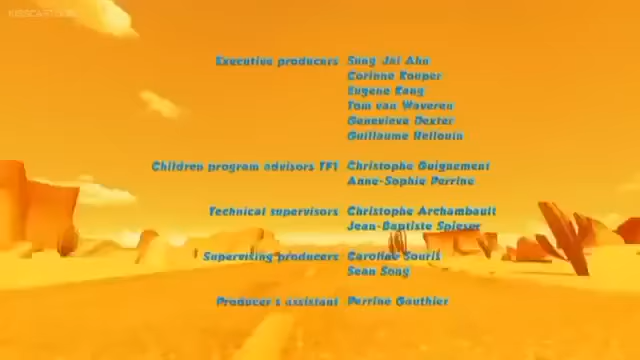 KIDSCARTOONS
Executive producers Sung Jai Ahn
Corinne Kouper
Eugene Kang
Tom van Waveren
Genevieve Dexter
Guillaume Hellouin
Children program advisors TF1 Christophe Guignement
Anne-Sophie Perrine
Technical supervisors Christophe Archambault
Jean-Baptiste Spieser
Supervising producers Caroline Souris
Sean Song
Producer's assistant Perrine Gauthier